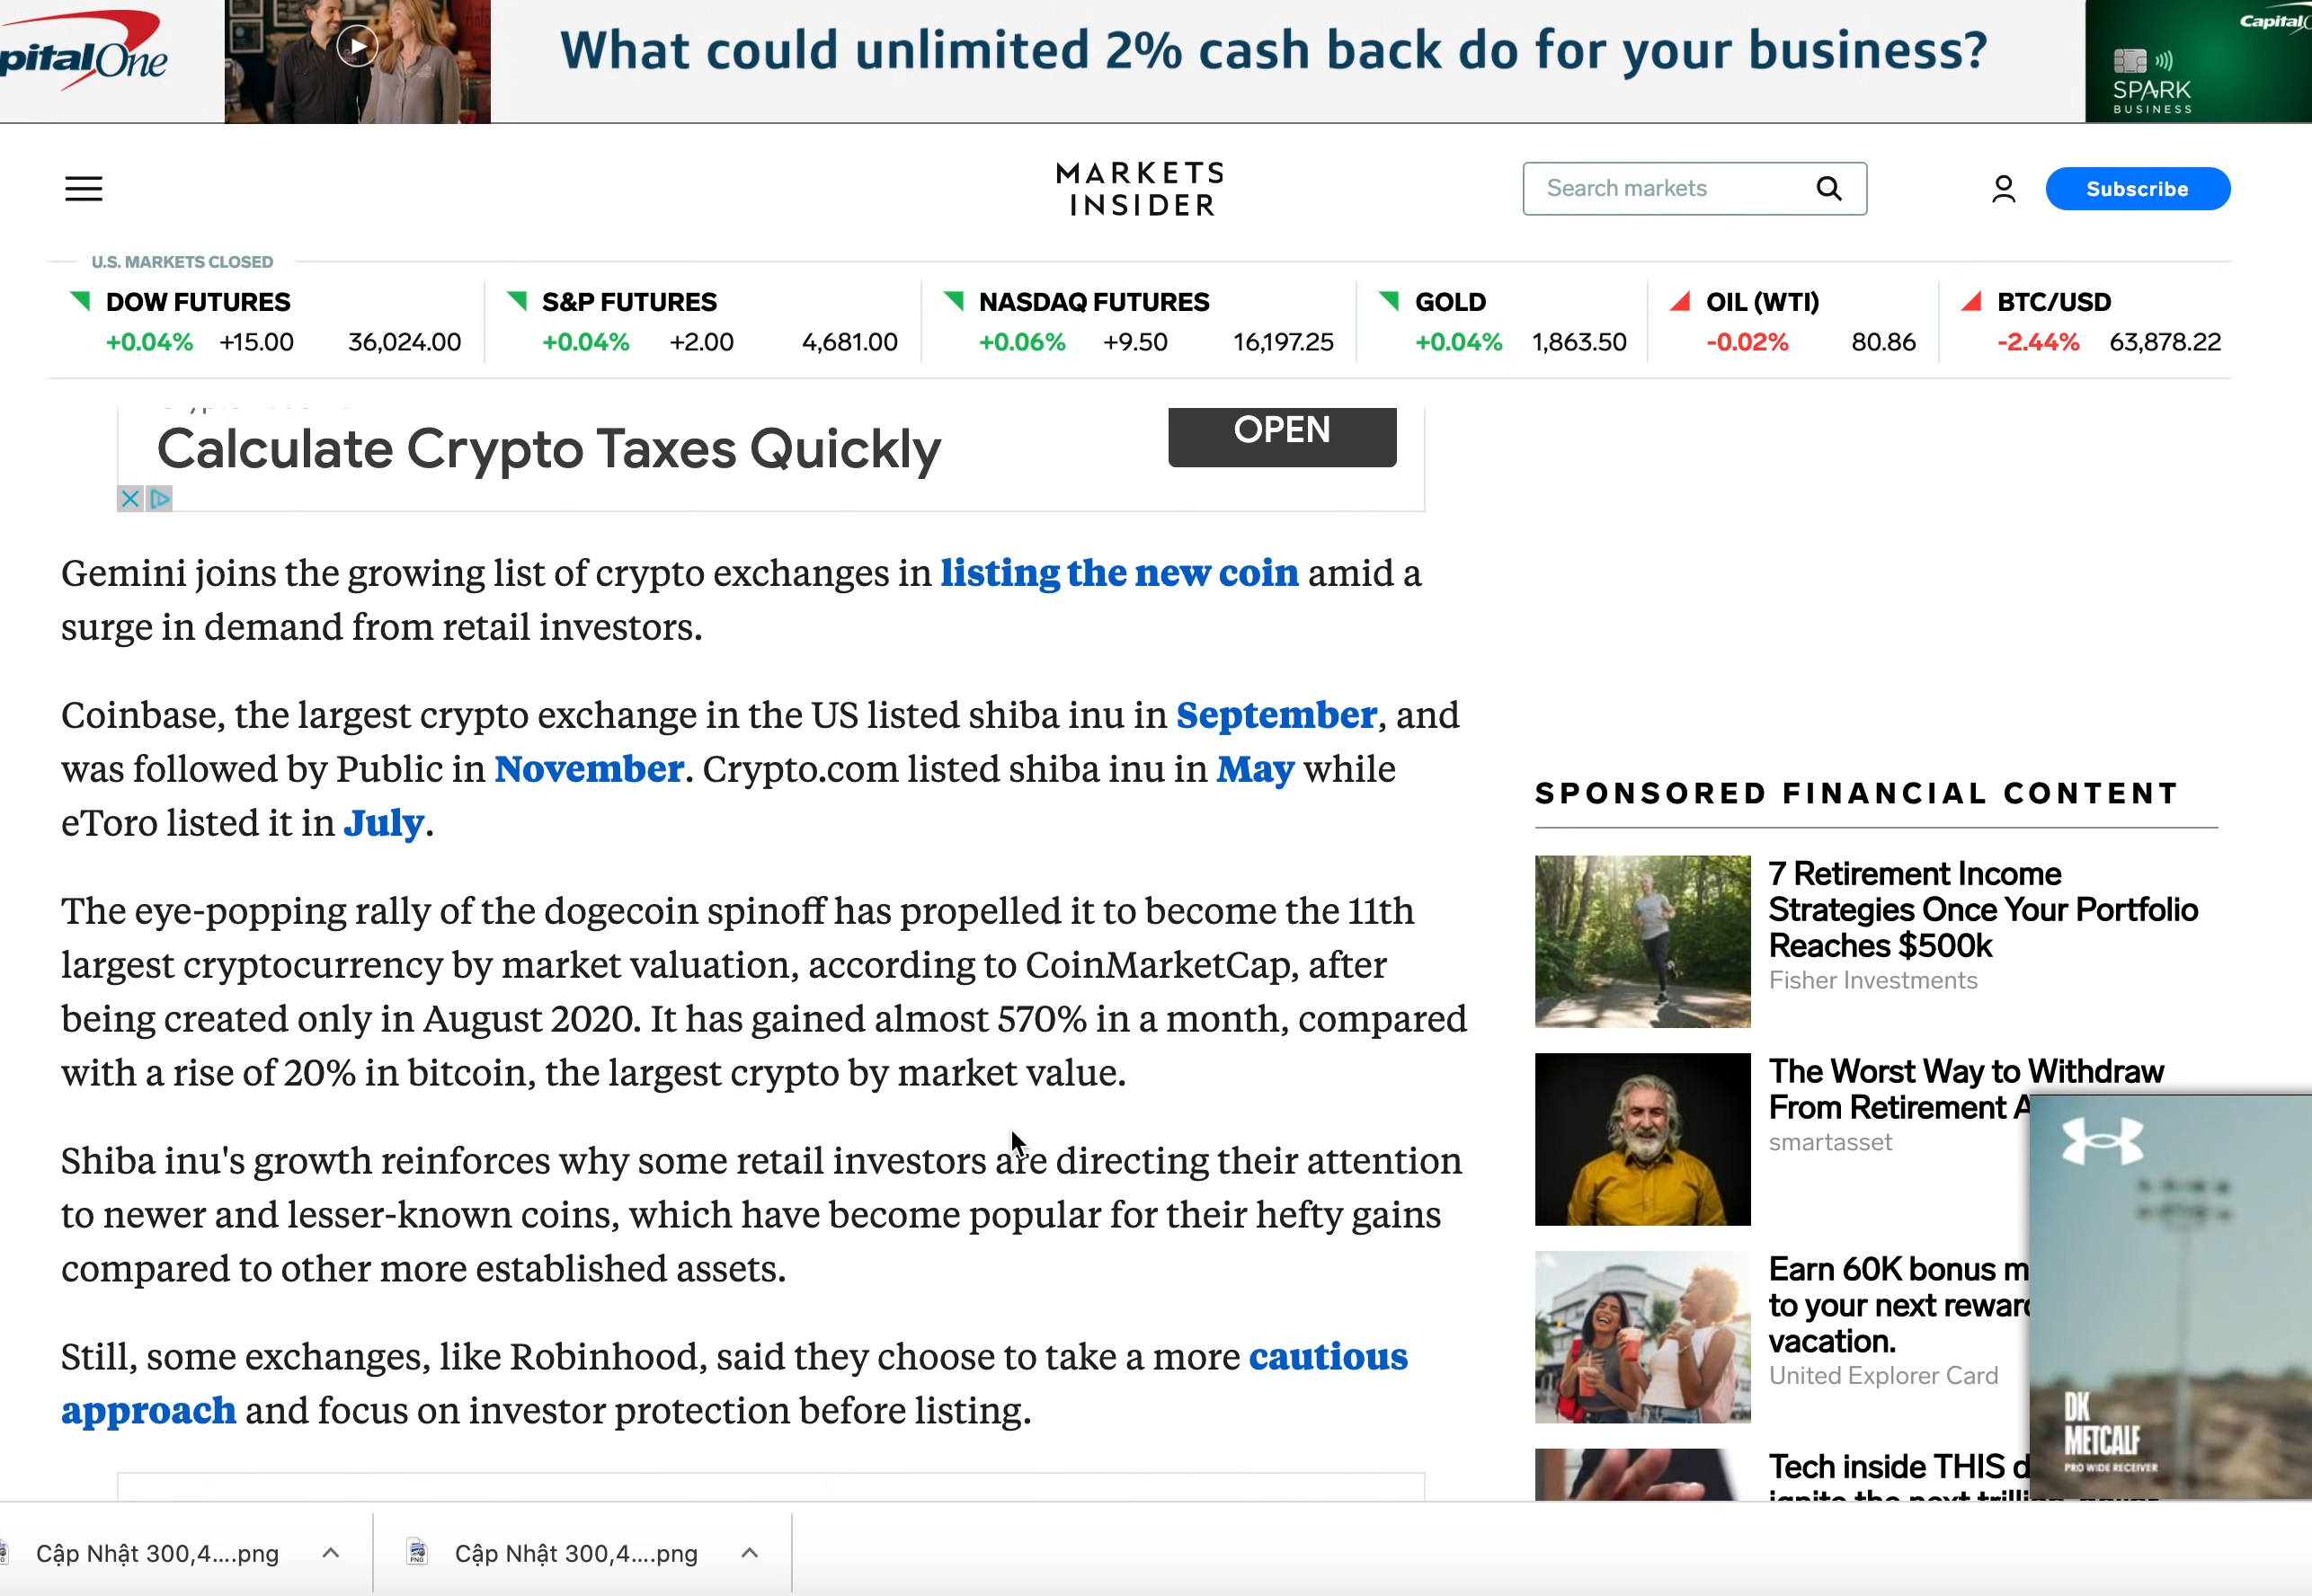 pitalOne
What could unlimited 2% cash back do for your business?
Capital
SPARK
BUSINESS
MARKETS
INSIDER
Search markets
Subscribe
U.S. MARKETS CLOSED
DOW FUTURES
+0.04% +15.00 36,024.00
S&P FUTURES
+0.04% +2.00 4,681.00
NASDAQ FUTURES
+0.06% +9.50 16,197.25
GOLD
+0.04% 1,863.50
OIL (WTI)
-0.02% 80.86
BTC/USD
-2.44% 63,878.22
Calculate Crypto Taxes Quickly
OPEN
Gemini joins the growing list of crypto exchanges in listing the new coin amid a
surge in demand from retail investors.
Coinbase, the largest crypto exchange in the US listed shiba inu in September, and
was followed by Public in November. Crypto.com listed shiba inu in May while
eToro listed it in July.
The eye-popping rally of the dogecoin spinoff has propelled it to become the 11th
largest cryptocurrency by market valuation, according to CoinMarketCap, after
being created only in August 2020. It has gained almost 570% in a month, compared
with a rise of 20% in bitcoin, the largest crypto by market value.
Shiba inu's growth reinforces why some retail investors are directing their attention
to newer and lesser-known coins, which have become popular for their hefty gains
compared to other more established assets.
Still, some exchanges, like Robinhood, said they choose to take a more cautious
approach and focus on investor protection before listing.
SPONSORED FINANCIAL CONTENT
7 Retirement Income
Strategies Once Your Portfolio
Reaches $500k
Fisher Investments
The Worst Way to Withdraw
From Retirement A
smartasset
Earn 60K bonus m
to your next reward
vacation.
United Explorer Card
Tech inside THIS d
ignite the next trilli
DK
METCALF
PRO WIDE RECEIVER
Cập Nhật 300,4....png
PNG
Cập Nhật 300,4....png